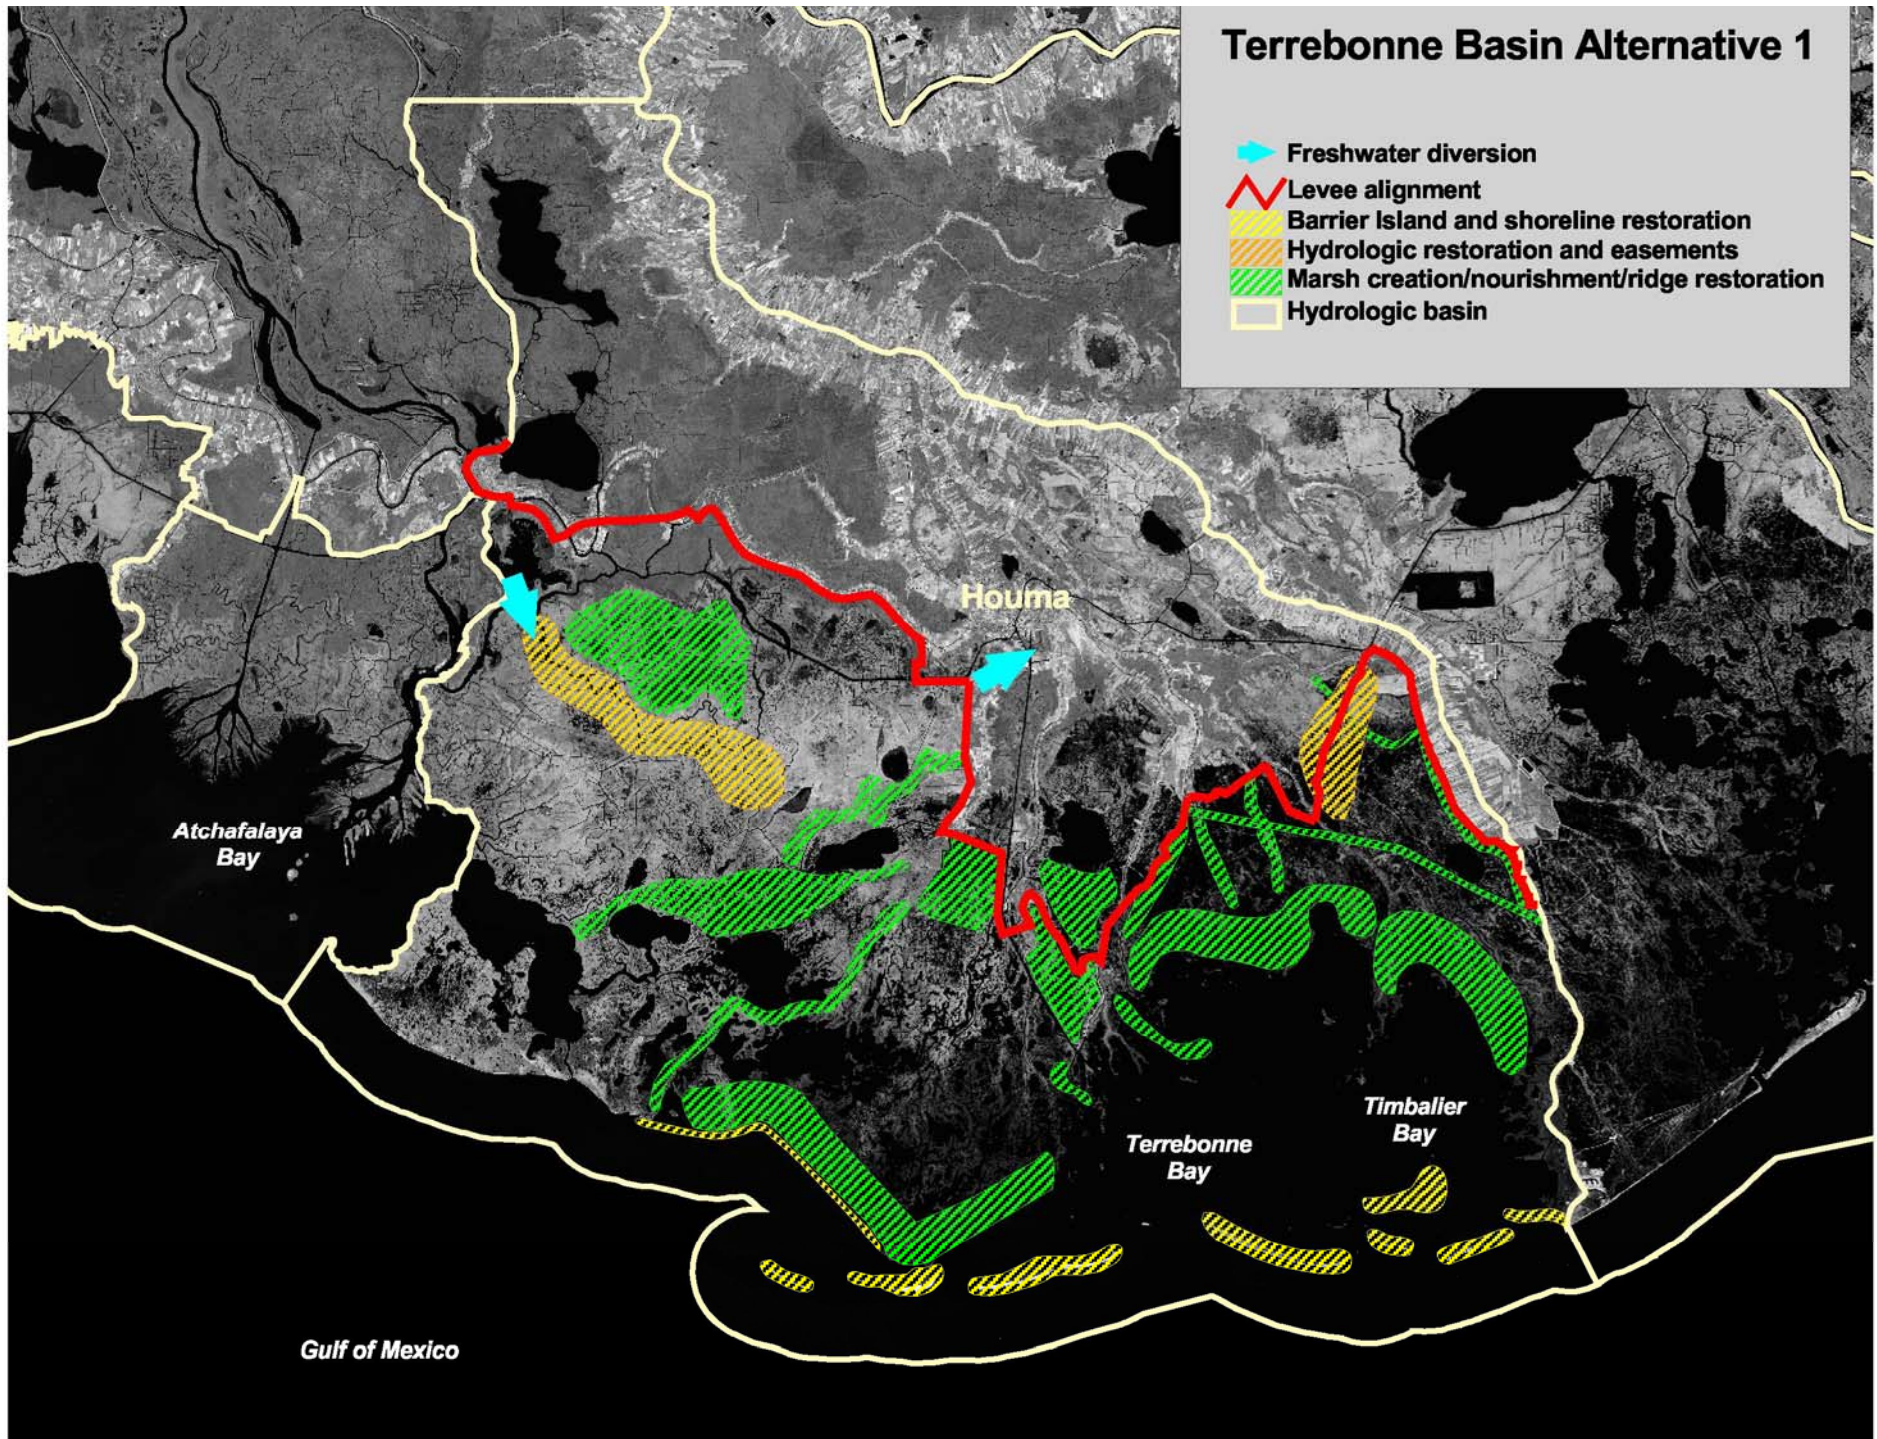 Terrebonne Basin Alternative 1
Freshwater diversion
Levee alignment
Barrier Island and shoreline restoration
Hydrologic restoration and easements
Marsh creation/nourishment/ridge restoration
Hydrologic basin
Houma
Atchafalaya
Bay
Timbalier
Bay
Terrebonne
Bay
Gulf of Mexico